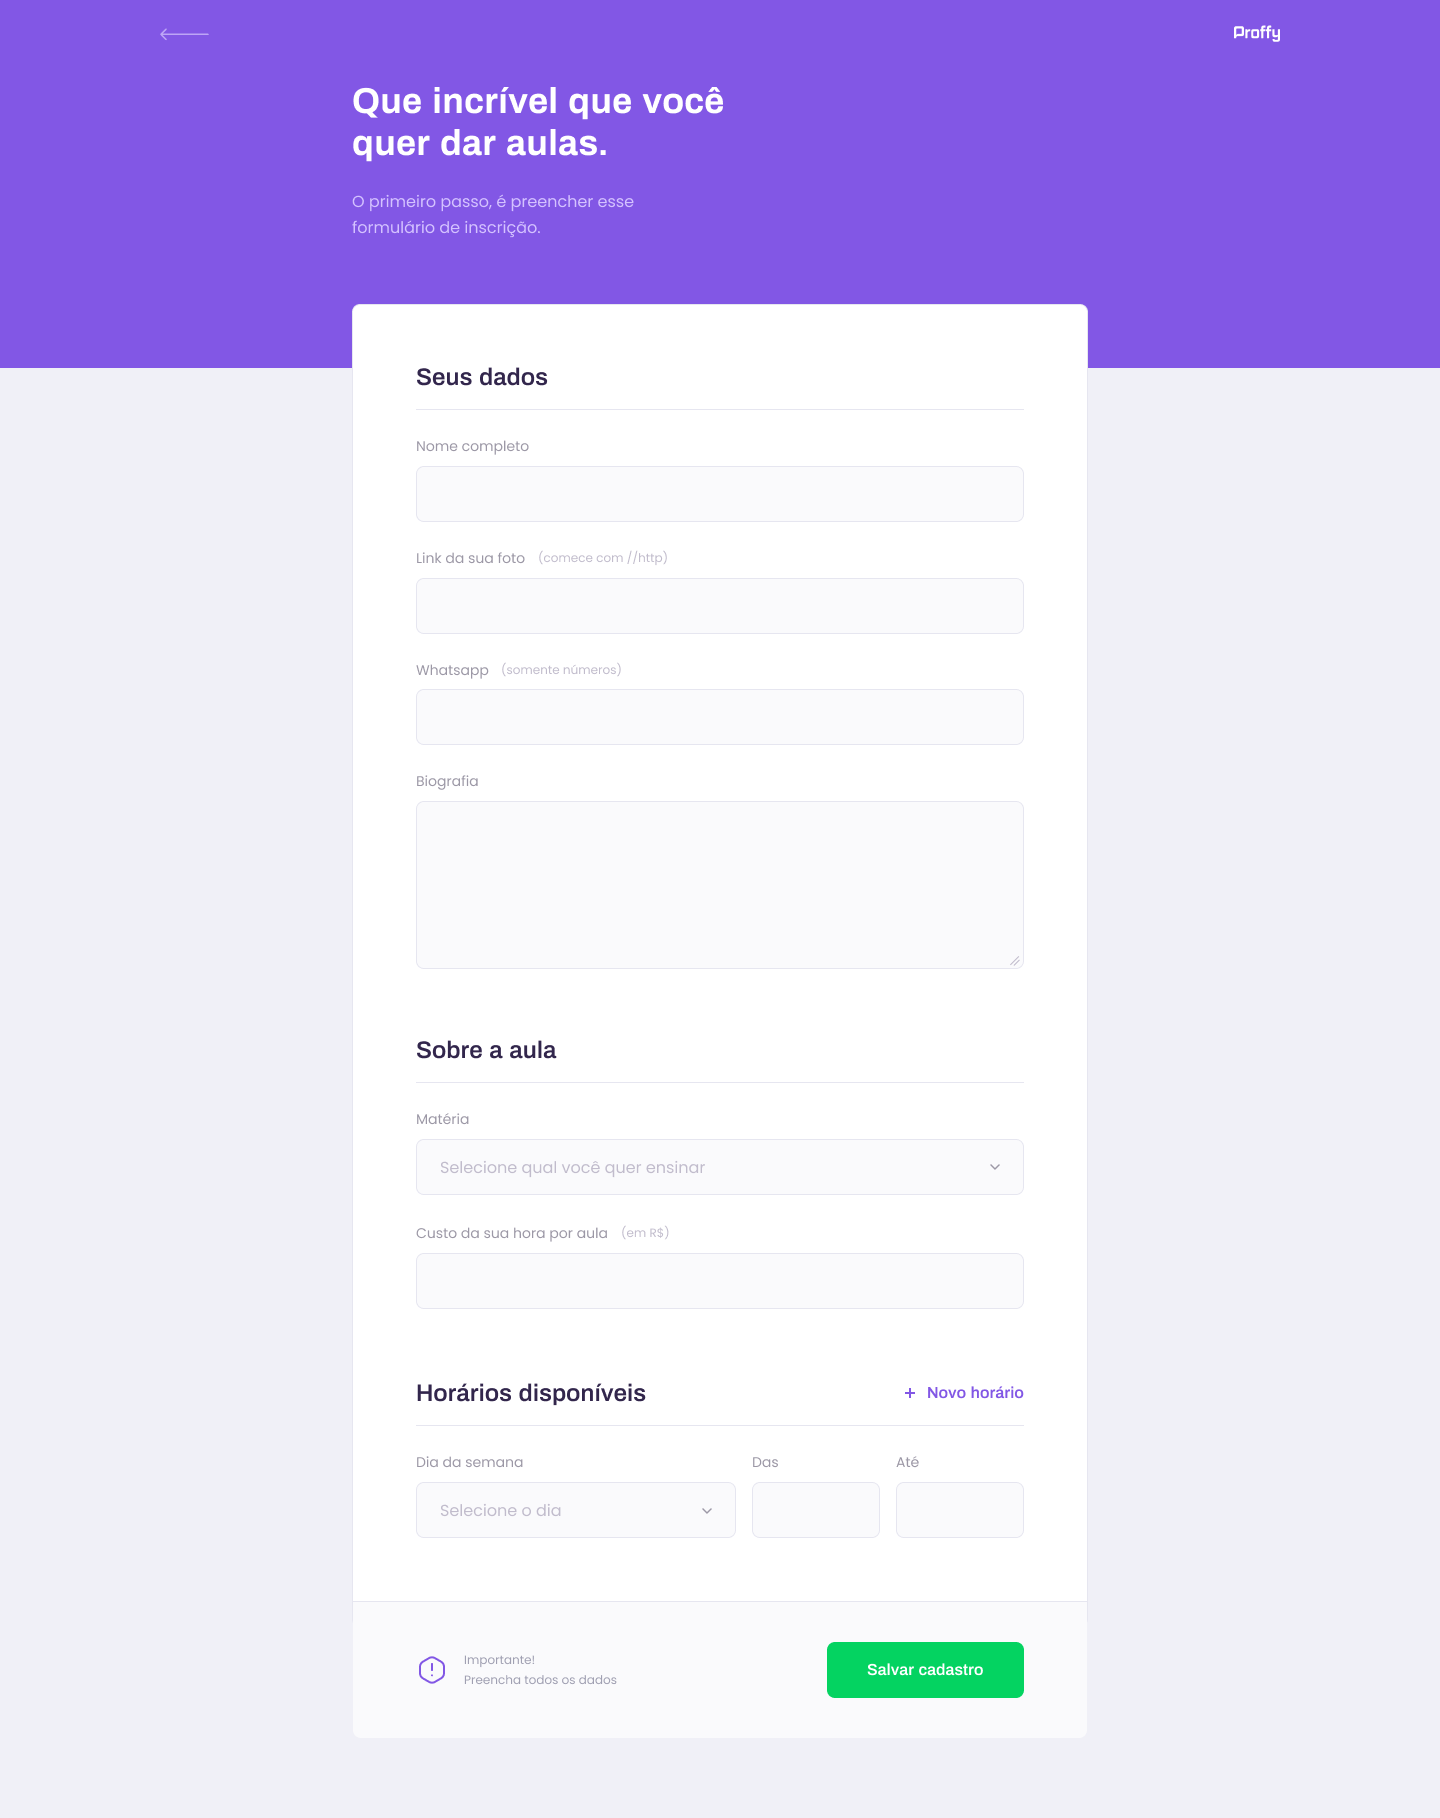 Proffy
Que incrível que você
quer dar aulas.
O primeiro passo, é preencher esse
formulário de inscrição.
Seus dados
Nome completo
Link da sua foto (comece com //http)
Whatsapp (somente números)
Biografia
Sobre a aula
Matéria
Selecione qual você quer ensinar
Custo da sua hora por aula (em R$)
Horários disponíveis + Novo horário
Dia da semana Das Até
Selecione o dia
Importante!
Preencha todos os dados
Salvar cadastro